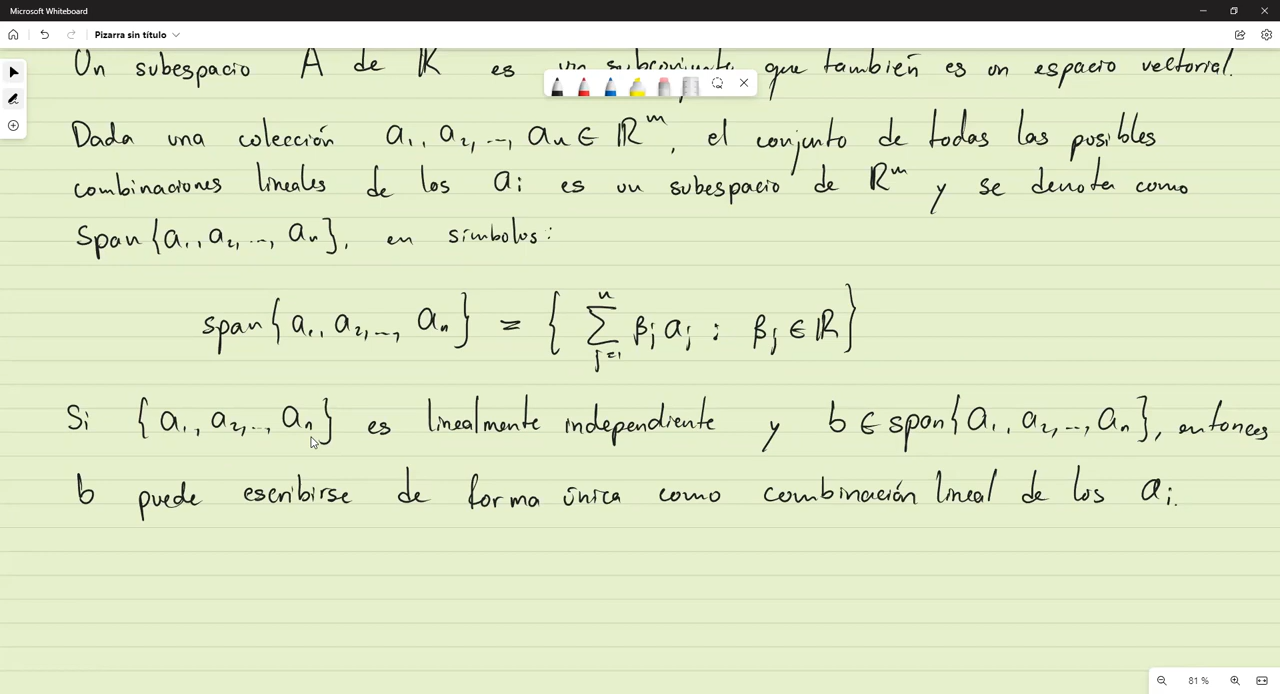 Microsoft Whiteboard
Pizarra sin título
Un subespacio A de K es un subconjunto que también es un espacio vectorial.
Dada una colección a₁, a₂, ..., aₙ ∈ ℝᵐ, el conjunto de todas las posibles
combinaciones lineales de los aᵢ es un subespacio de ℝᵐ y se denota como
Span{a₁, a₂, ..., aₙ}, en símbolos:
span{a₁, a₂, ..., aₙ} = { ∑ⱼ₌₁ⁿ βⱼ aⱼ : βⱼ ∈ ℝ }
Si {a₁, a₂, ..., aₙ} es linealmente independiente y b ∈ span{a₁, a₂, ..., aₙ}, entonces
b puede escribirse de forma única como combinación lineal de los aᵢ.
81 %